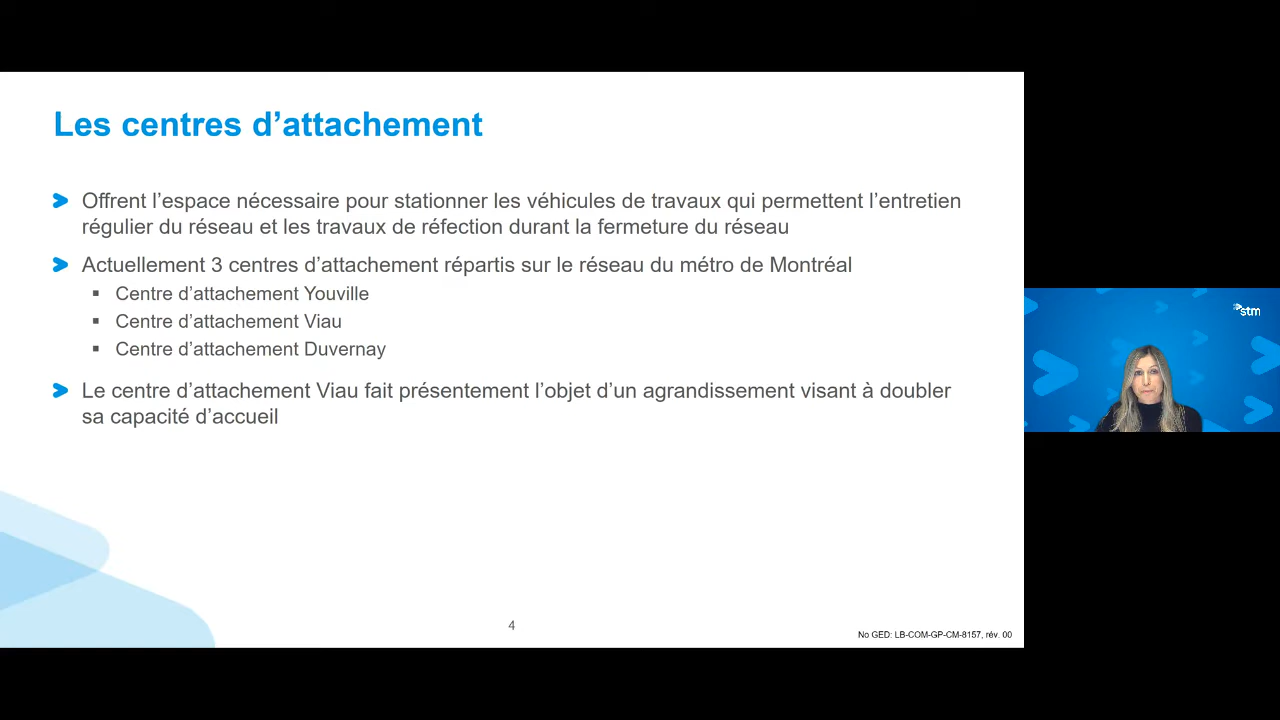 Les centres d’attachement
Offrent l’espace nécessaire pour stationner les véhicules de travaux qui permettent l’entretien
régulier du réseau et les travaux de réfection durant la fermeture du réseau
Actuellement 3 centres d’attachement répartis sur le réseau du métro de Montréal
Centre d’attachement Youville
Centre d’attachement Viau
Centre d’attachement Duvernay
Le centre d’attachement Viau fait présentement l’objet d’un agrandissement visant à doubler
sa capacité d’accueil
4
No GED: LB-COM-GP-CM-8157, rév. 00
stm